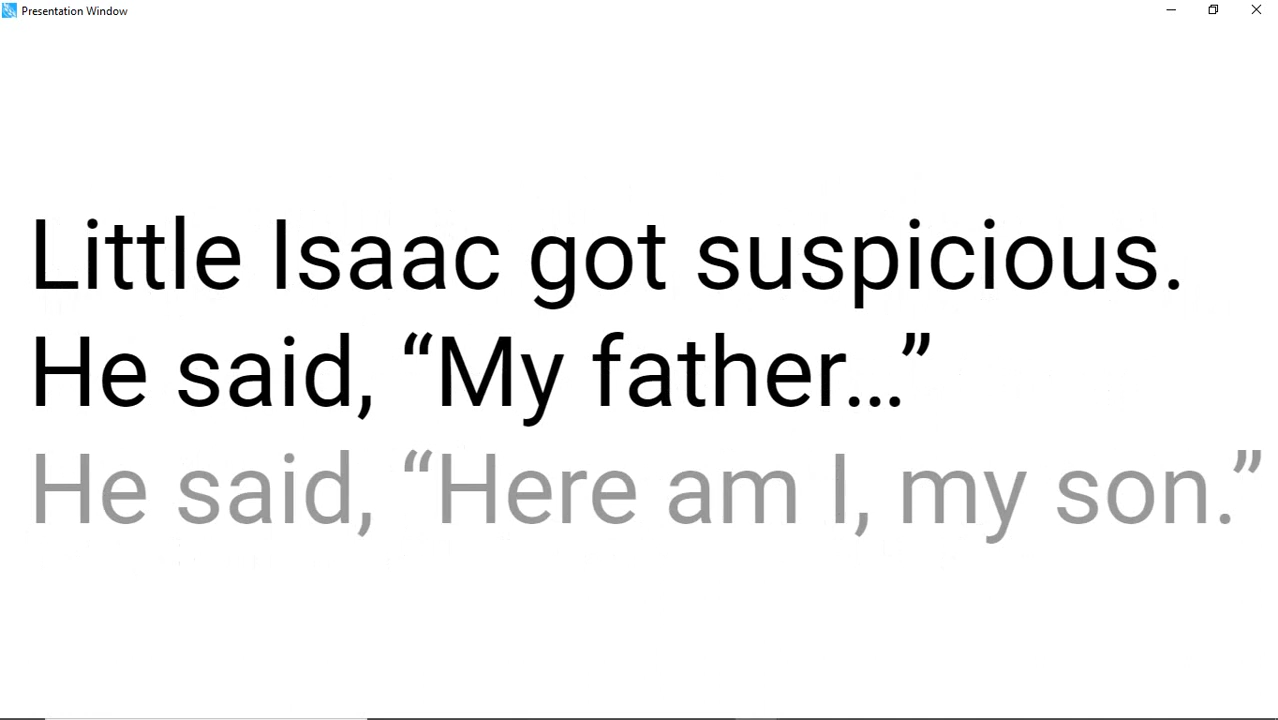 Presentation Window
Little Isaac got suspicious.
He said, “My father...”
He said, “Here am I, my son.”